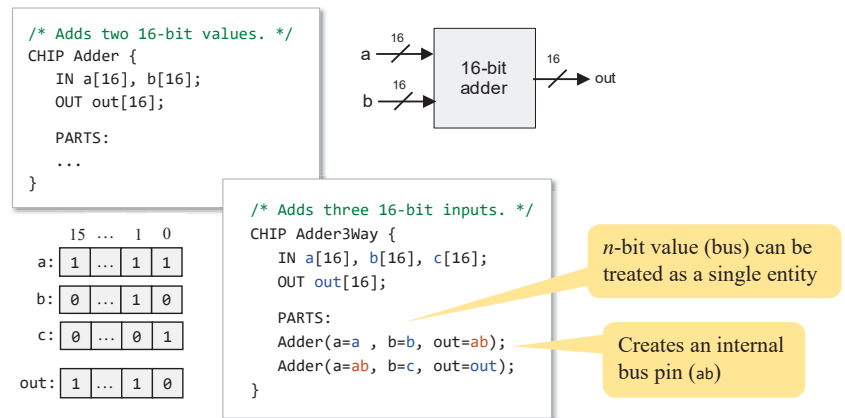 /* Adds two 16-bit values. */
CHIP Adder {
IN a[16], b[16];
OUT out[16];
PARTS:
...
}
16
a
16
b
16-bit
adder
16
out
15 ... 1 0
a: 1 ... 1 1
b: 0 ... 1 0
c: 0 ... 0 1
out: 1 ... 1 0
/* Adds three 16-bit inputs. */
CHIP Adder3Way {
IN a[16], b[16], c[16];
OUT out[16];
PARTS:
Adder(a=a , b=b, out=ab);
Adder(a=ab, b=c, out=out);
}
n-bit value (bus) can be
treated as a single entity
Creates an internal
bus pin (ab)